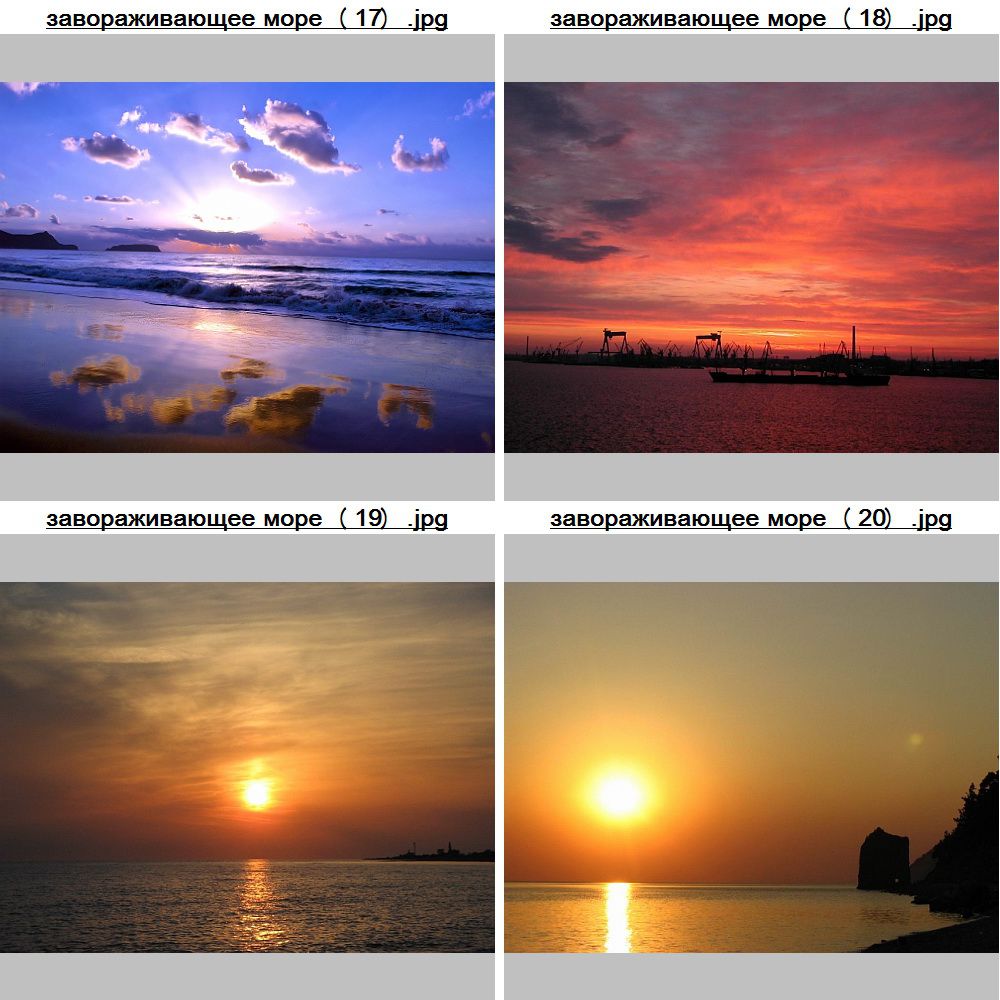 завораживающее море ( 17) .jpg
завораживающее море ( 18) .jpg
завораживающее море ( 19) .jpg
завораживающее море ( 20) .jpg